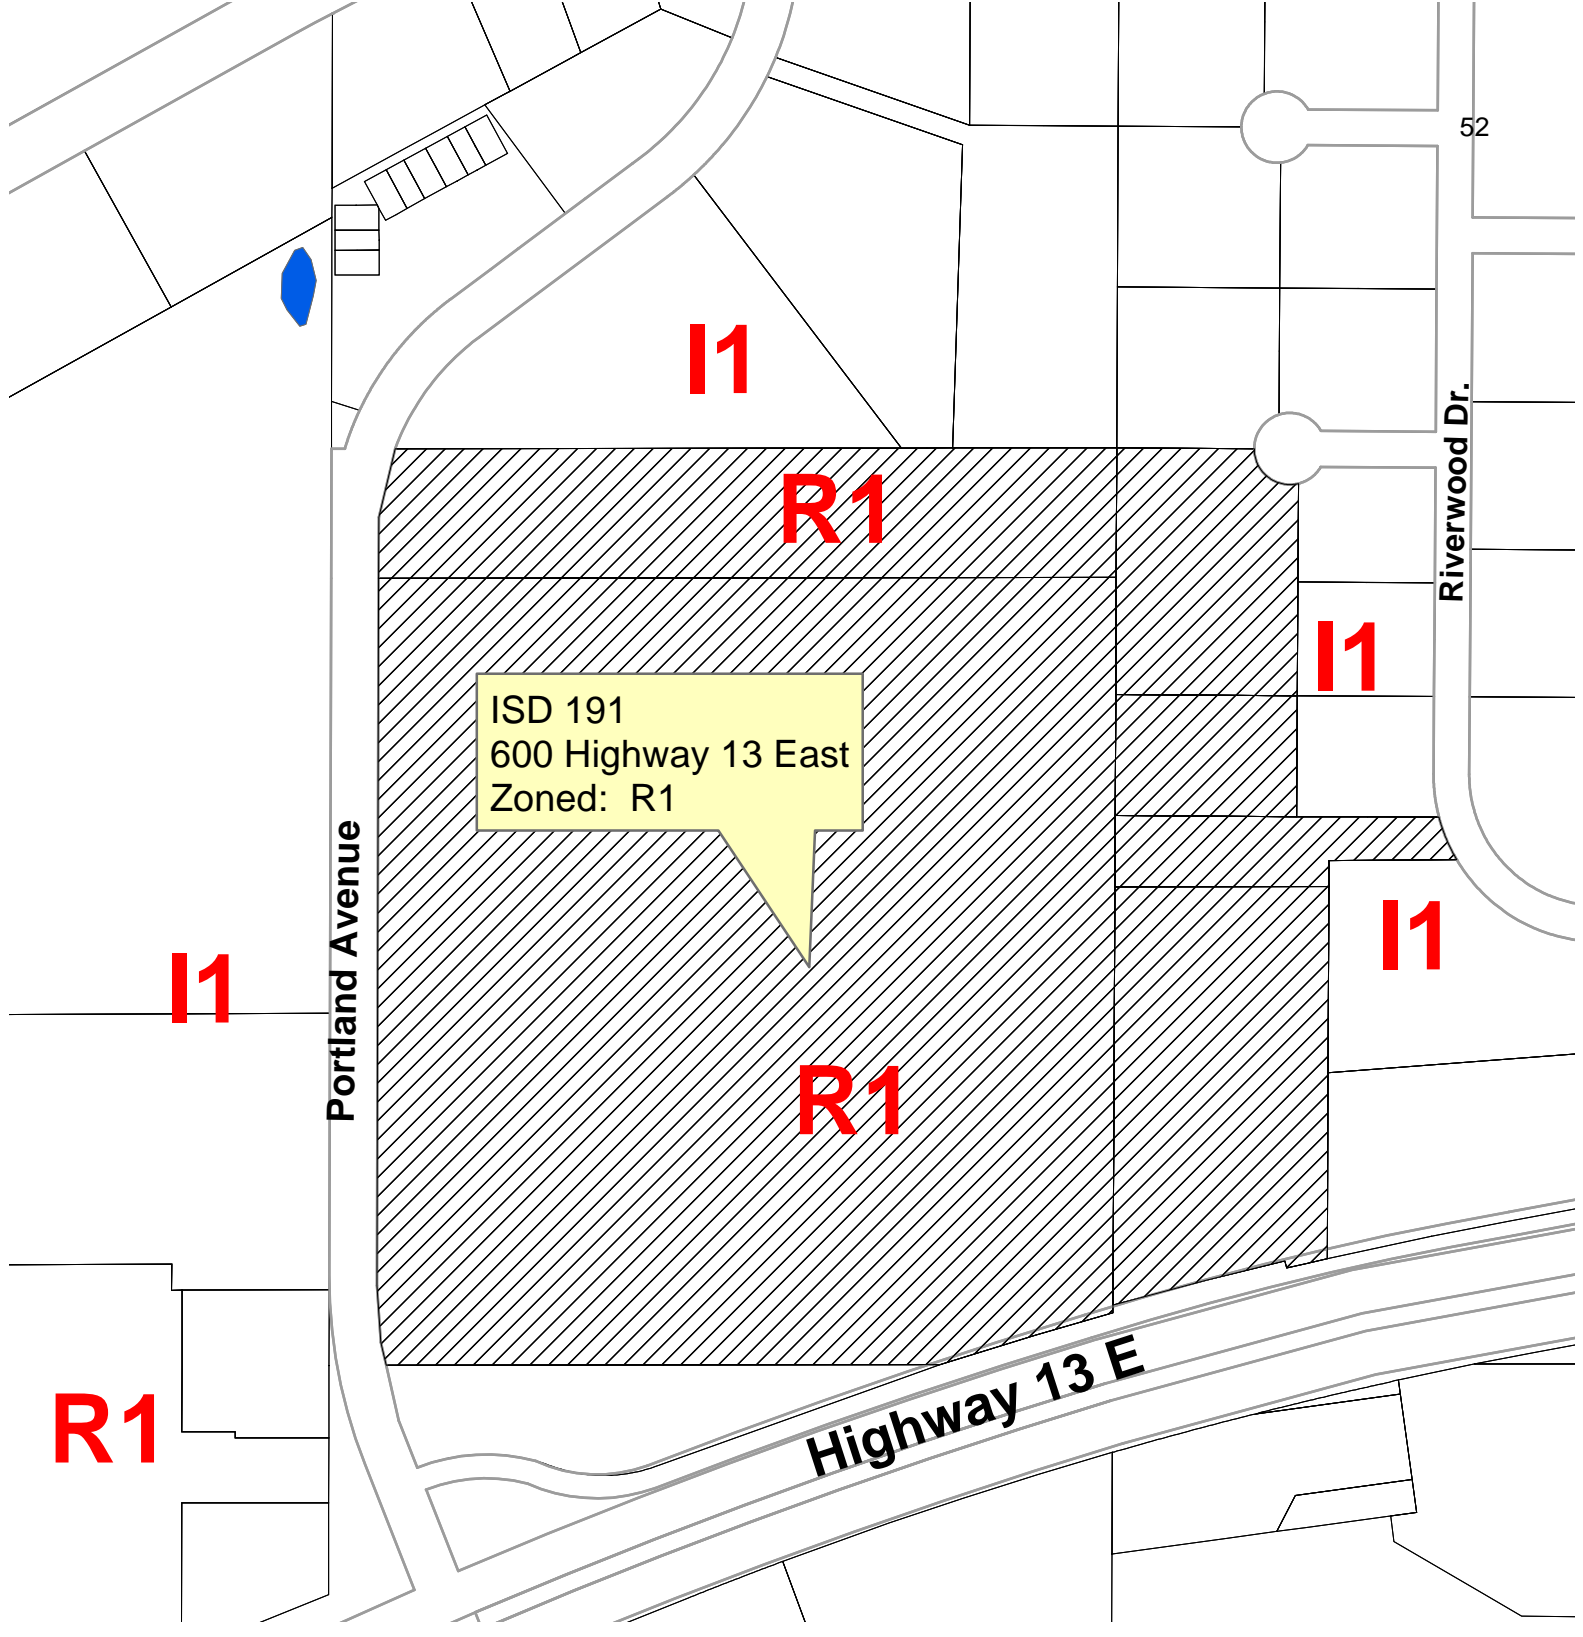 52
I1
Riverwood Dr.
R1
I1
ISD 191
600 Highway 13 East
Zoned: R1
Portland Avenue
I1
I1
R1
Highway 13 E
R1